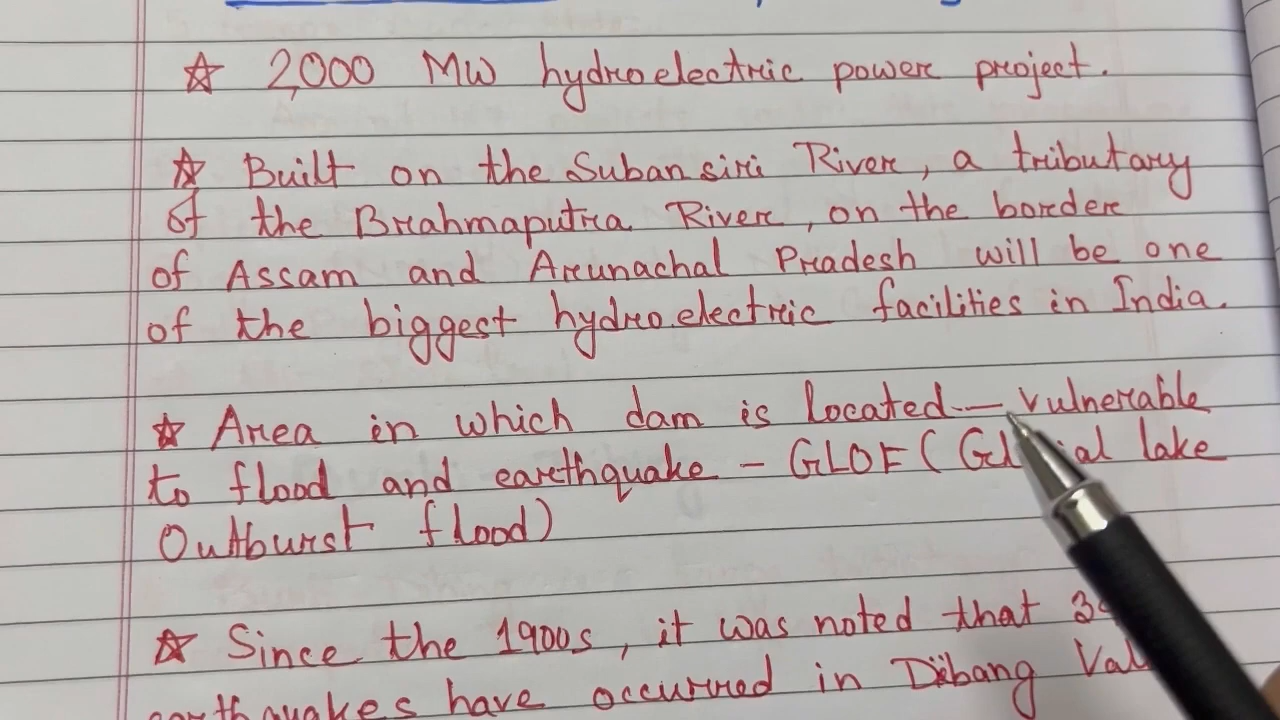 ☆ 2,000 MW hydroelectric power project.
☆ Built on the Subansiri River, a tributary
of the Brahmaputra River, on the border
of Assam and Arunachal Pradesh will be one
of the biggest hydroelectric facilities in India.
☆ Area in which dam is located — vulnerable
to flood and earthquake - GLOF ( lake
Outburst flood)
☆ Since the 1900s, it was noted that
earthquakes have occurred in Dibang